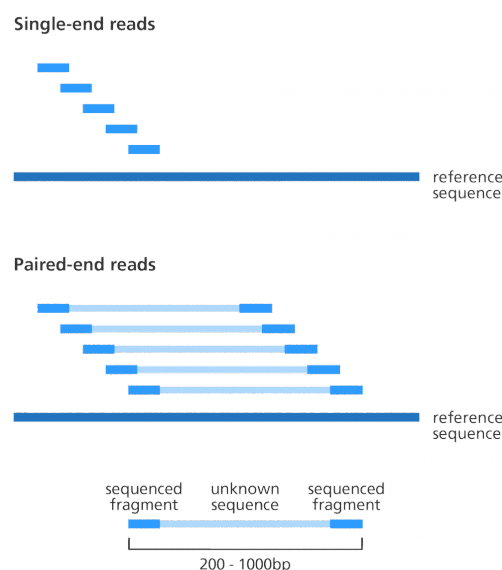 Single-end reads
reference
sequence
Paired-end reads
reference
sequence
sequenced unknown sequenced
fragment sequence fragment
200 - 1000bp